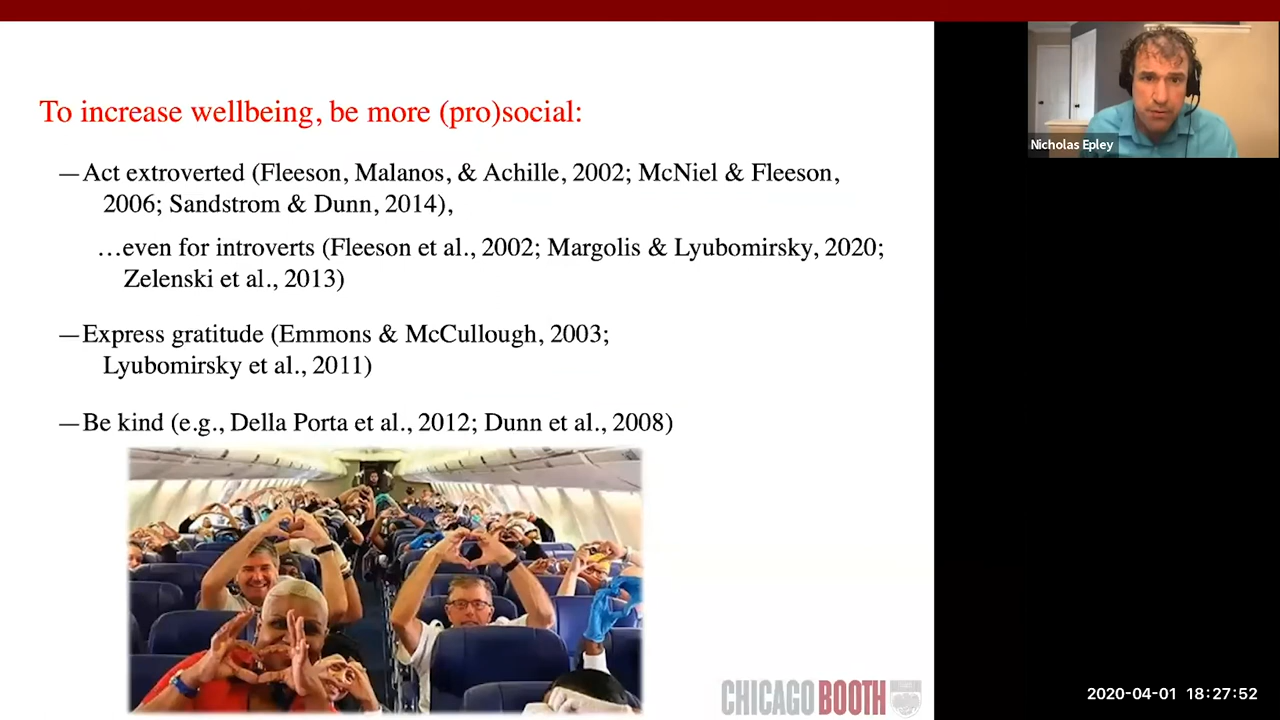 To increase wellbeing, be more (pro)social:
—Act extroverted (Fleeson, Malanos, & Achille, 2002; McNiel & Fleeson,
2006; Sandstrom & Dunn, 2014),
…even for introverts (Fleeson et al., 2002; Margolis & Lyubomirsky, 2020;
Zelenski et al., 2013)
—Express gratitude (Emmons & McCullough, 2003;
Lyubomirsky et al., 2011)
—Be kind (e.g., Della Porta et al., 2012; Dunn et al., 2008)
CHICAGO BOOTH
Nicholas Epley
2020-04-01 18:27:52